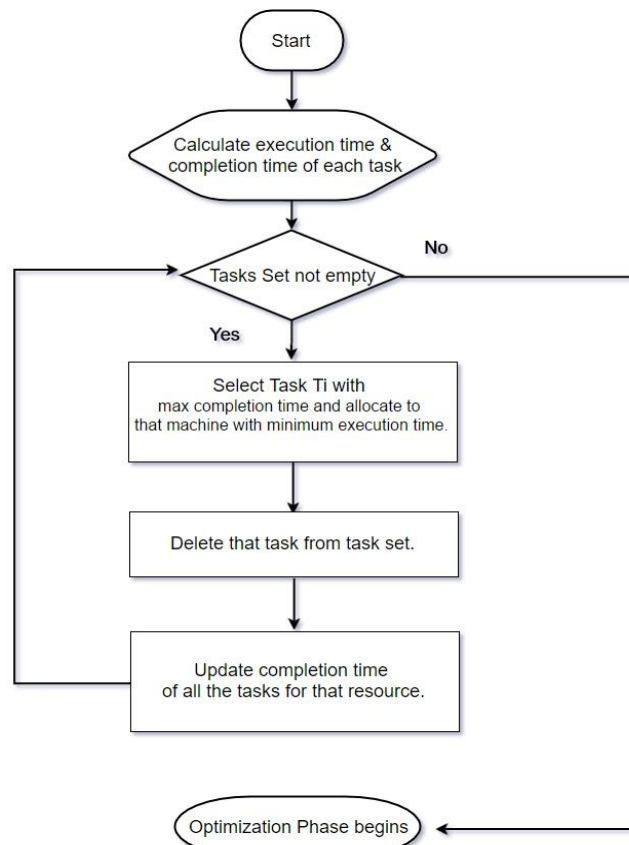 Start
Calculate execution time &
completion time of each task
Tasks Set not empty
No
Yes
Select Task Ti with
max completion time and allocate to
that machine with minimum execution time.
Delete that task from task set.
Update completion time
of all the tasks for that resource.
Optimization Phase begins